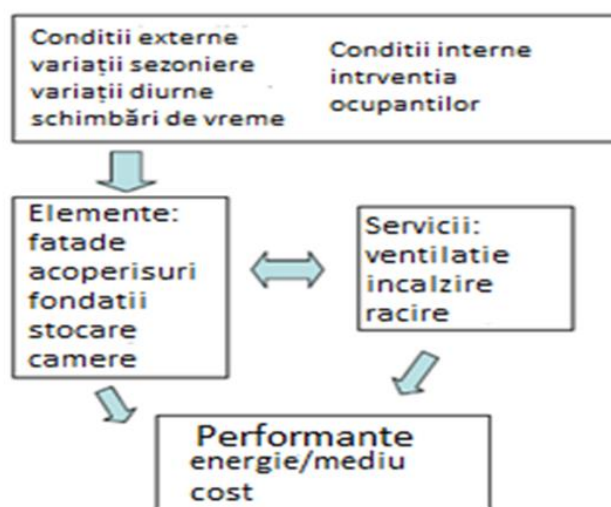 Conditii externe
variații sezoniere
variații diurne
schimbări de vreme
Conditii interne
intrventia
ocupantilor
Elemente:
fatade
acoperisuri
fondatii
stocare
camere
Servicii:
ventilatie
incalzire
racire
Performante
energie/mediu
cost